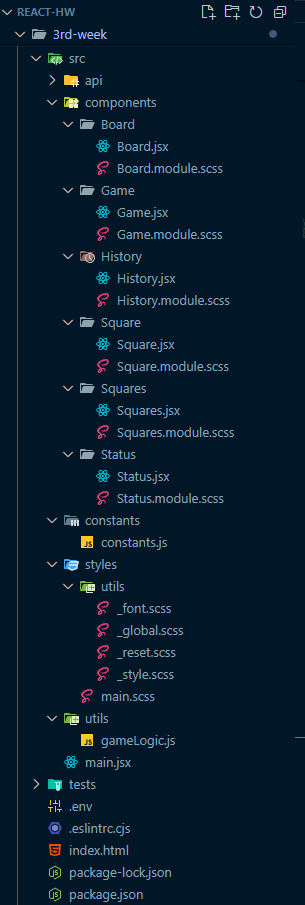 REACT-HW
3rd-week
src
api
components
Board
Board.jsx
Board.module.scss
Game
Game.jsx
Game.module.scss
History
History.jsx
History.module.scss
Square
Square.jsx
Square.module.scss
Squares
Squares.jsx
Squares.module.scss
Status
Status.jsx
Status.module.scss
constants
JS constants.js
styles
utils
_font.scss
_global.scss
_reset.scss
_style.scss
main.scss
utils
JS gameLogic.js
main.jsx
tests
.env
.eslintrc.cjs
index.html
package-lock.json
package.json